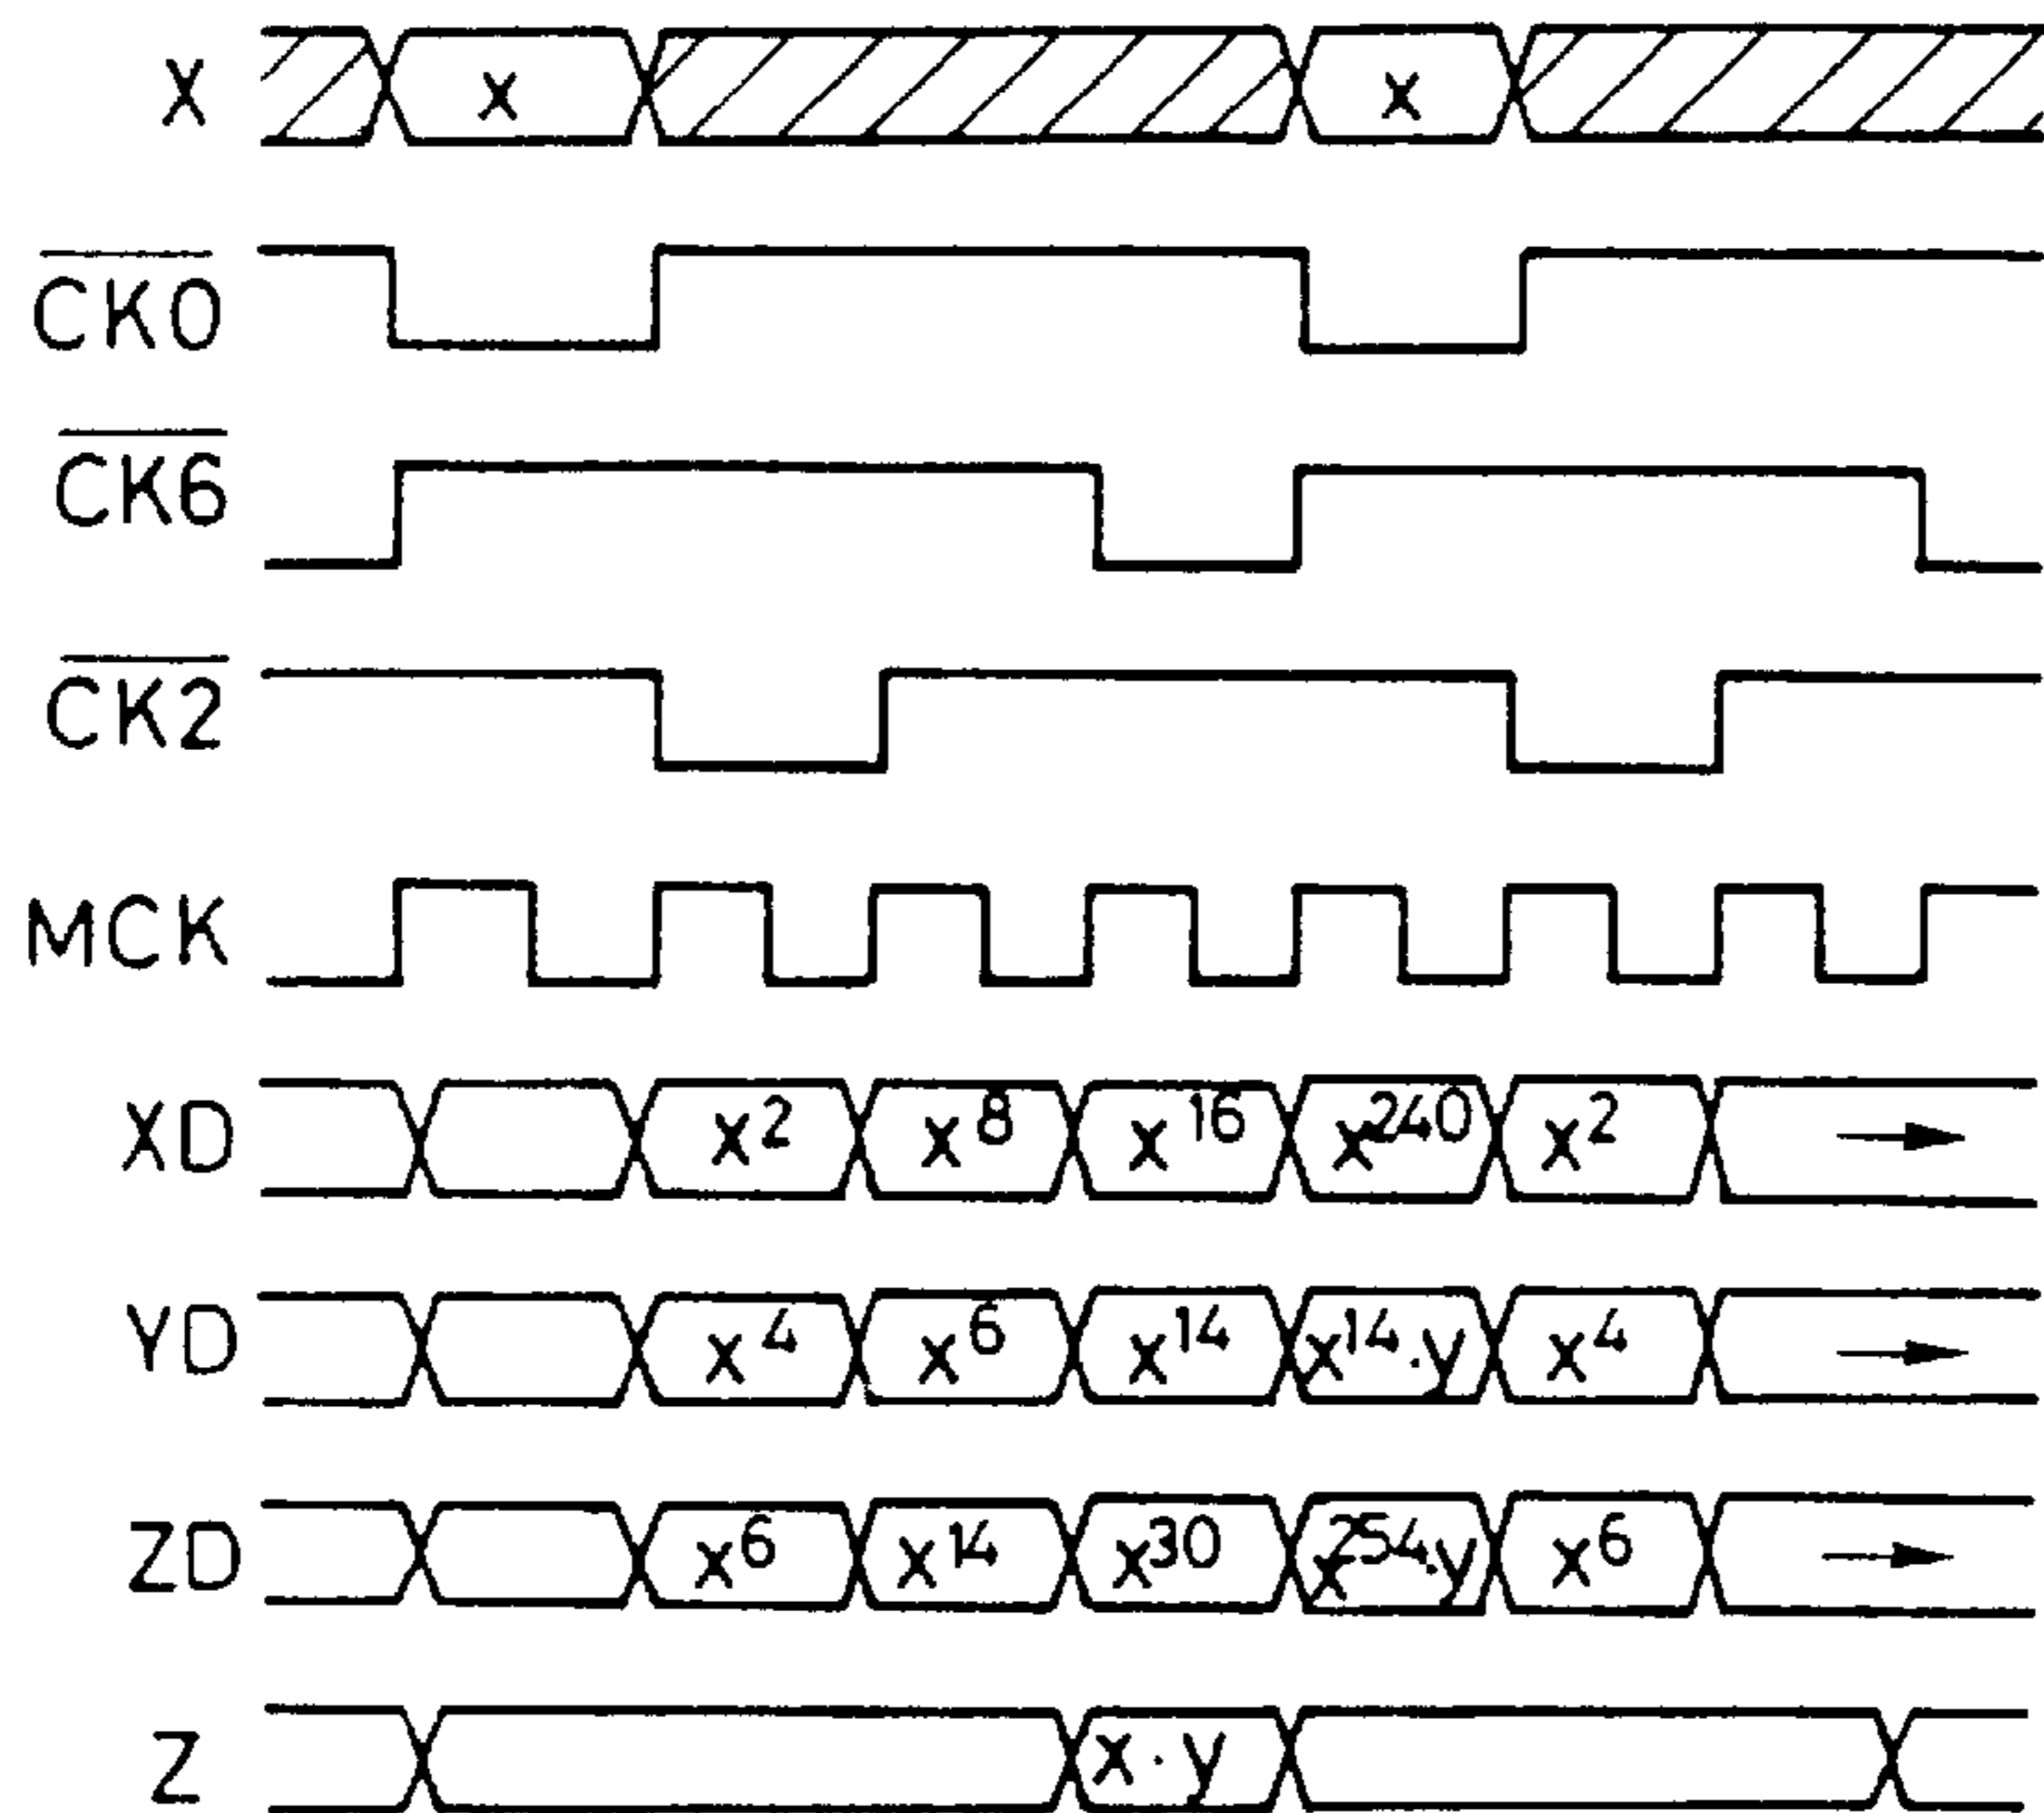 X x x
CK0
CK6
CK2
MCK
XD x² x⁸ x¹⁶ x²⁴⁰ x²
YD x⁴ x⁶ x¹⁴ x¹⁴·y x⁴
ZD x⁶ x¹⁴ x³⁰ x²⁵⁴·y x⁶
Z x·y